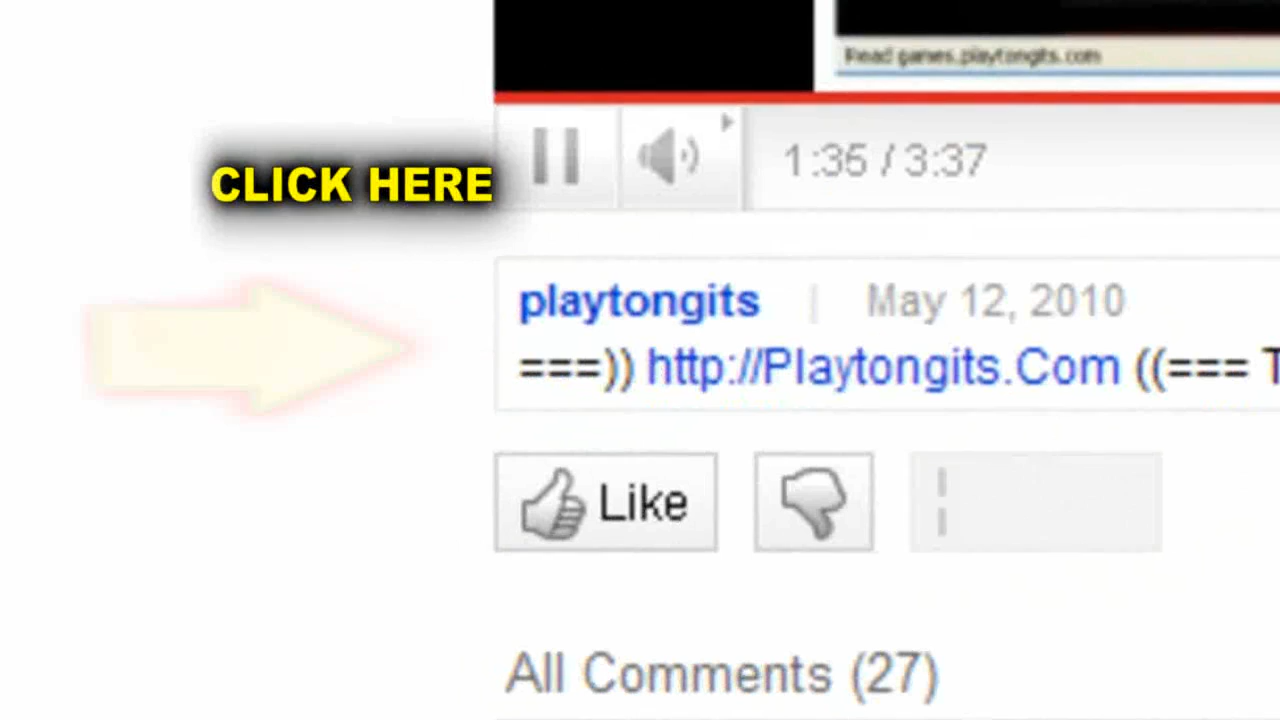 Read games.playtongits.com
CLICK HERE
1:35 / 3:37
playtongits | May 12, 2010
===)) http://Playtongits.Com ((=== T
Like
All Comments (27)